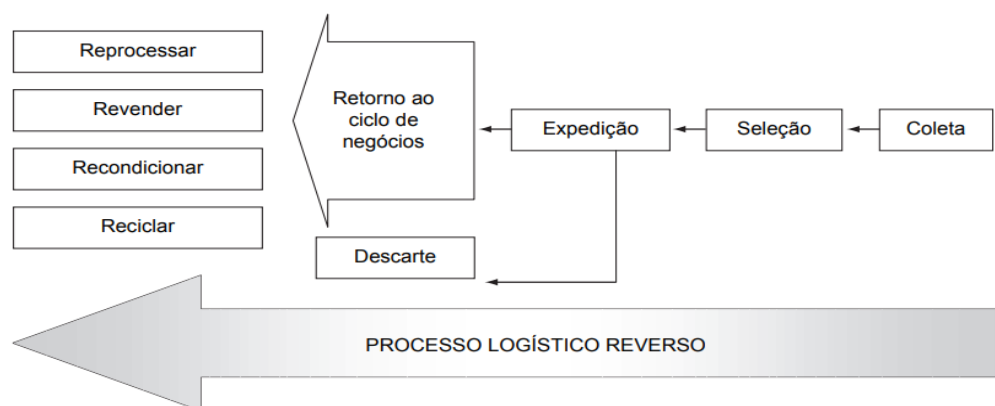 Reprocessar
Revender
Recondicionar
Reciclar
Retorno ao
ciclo de
negócios
Descarte
Expedição
Seleção
Coleta
PROCESSO LOGÍSTICO REVERSO